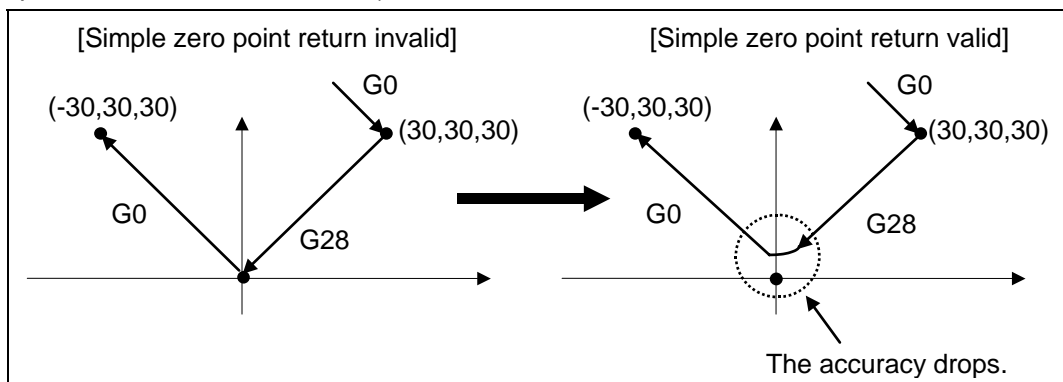 [Simple zero point return invalid]
G0
(-30,30,30)
(30,30,30)
G0
G28
[Simple zero point return valid]
G0
(-30,30,30)
(30,30,30)
G0
G28
The accuracy drops.